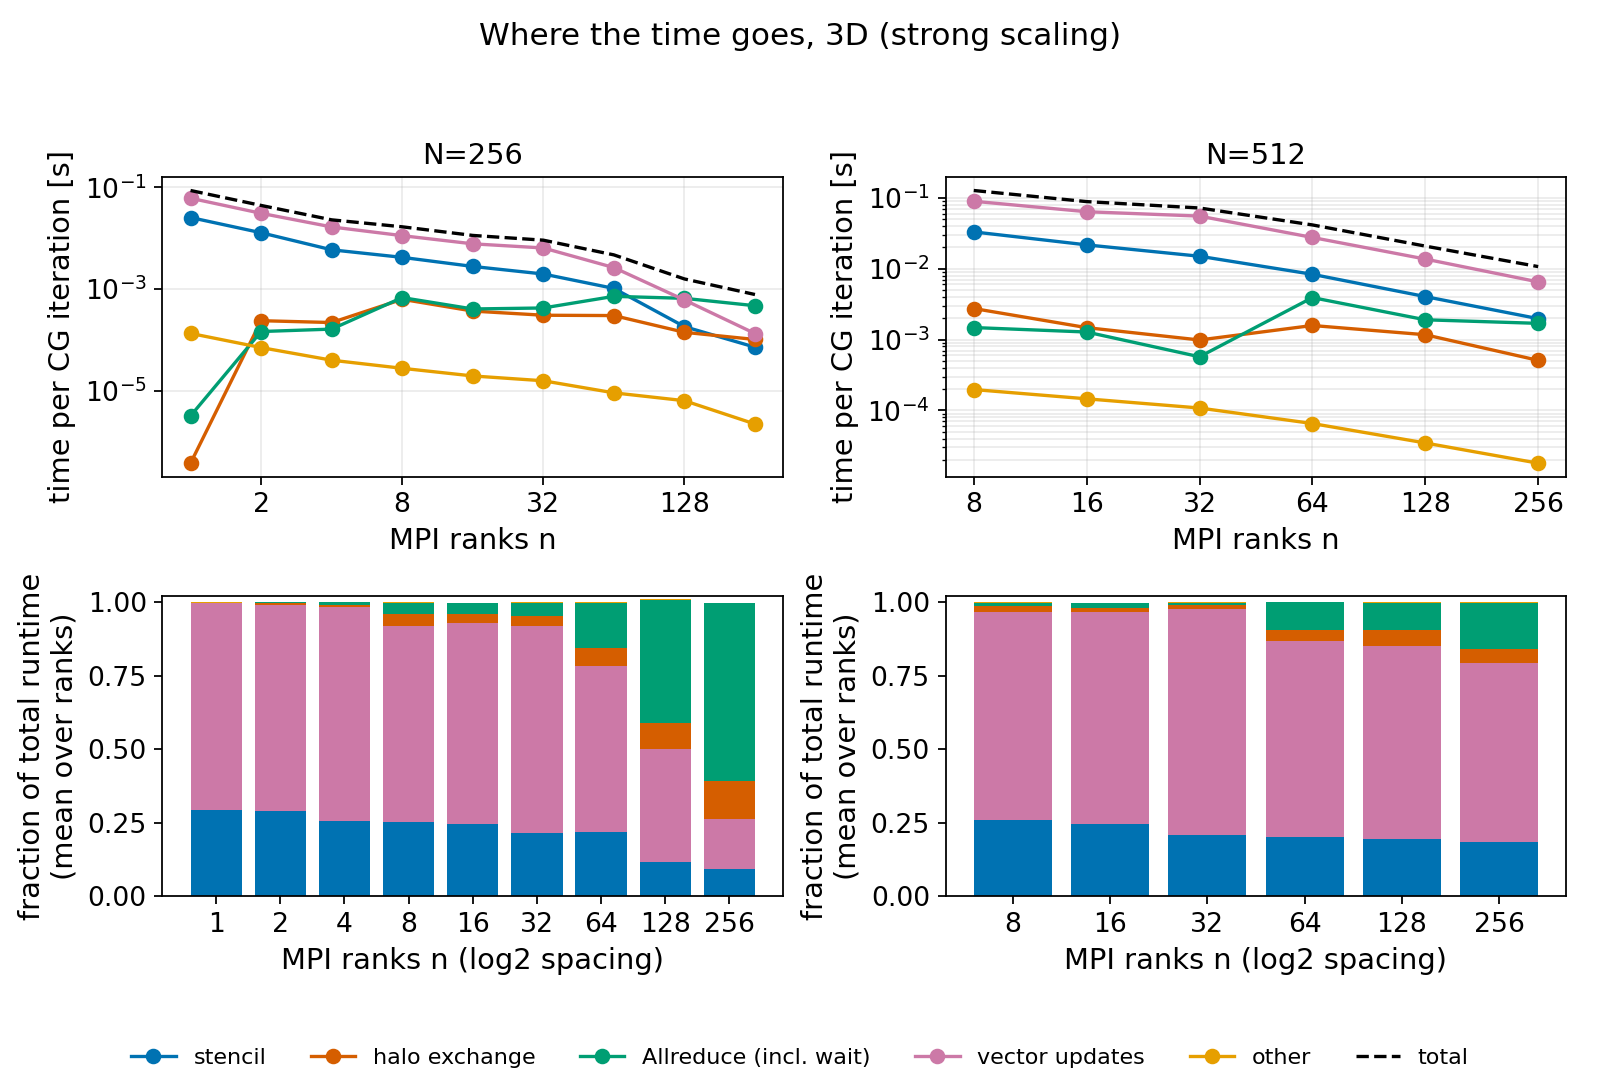 Where the time goes, 3D (strong scaling)
N=256
time per CG iteration [s]
10⁻¹
10⁻³
10⁻⁵
2
8
32
128
MPI ranks n
N=512
time per CG iteration [s]
10⁻¹
10⁻²
10⁻³
10⁻⁴
8
16
32
64
128
256
MPI ranks n
fraction of total runtime
(mean over ranks)
1.00
0.75
0.50
0.25
0.00
1
2
4
8
16
32
64
128
256
MPI ranks n (log2 spacing)
fraction of total runtime
(mean over ranks)
1.00
0.75
0.50
0.25
0.00
8
16
32
64
128
256
MPI ranks n (log2 spacing)
stencil
halo exchange
Allreduce (incl. wait)
vector updates
other
total